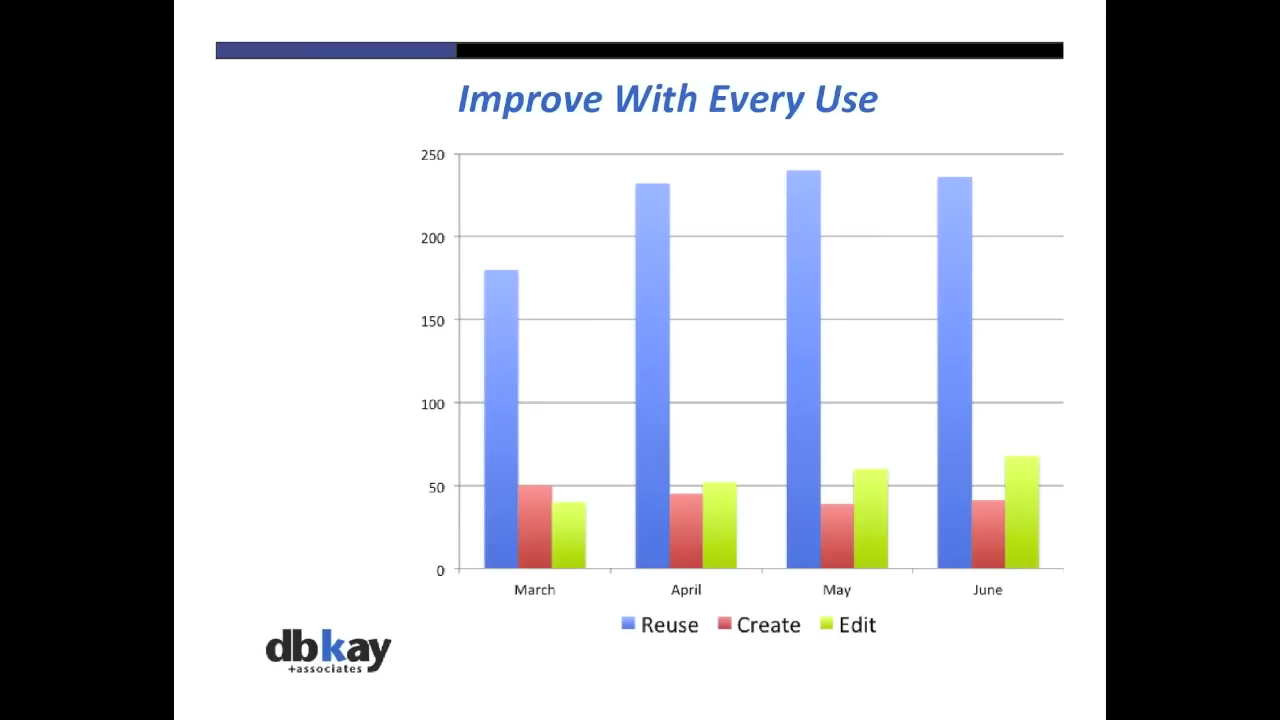 Improve With Every Use
250
200
150
100
50
0
March April May June
Reuse Create Edit
dbkay
+associates